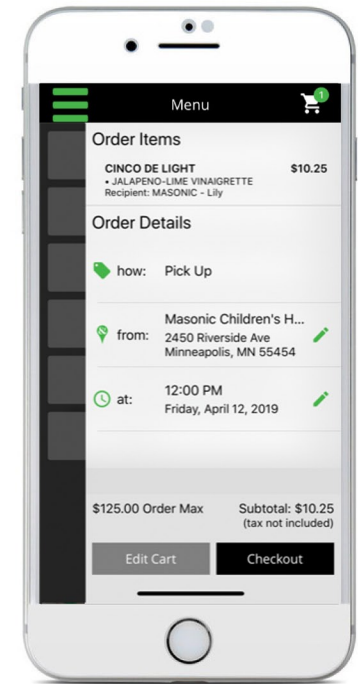 Menu
1
Order Items
CINCO DE LIGHT $10.25
• JALAPENO-LIME VINAIGRETTE
Recipient: MASONIC - Lily
Order Details
how: Pick Up
Masonic Children's H...
from: 2450 Riverside Ave
Minneapolis, MN 55454
at: 12:00 PM
Friday, April 12, 2019
$125.00 Order Max Subtotal: $10.25
(tax not included)
Edit Cart Checkout